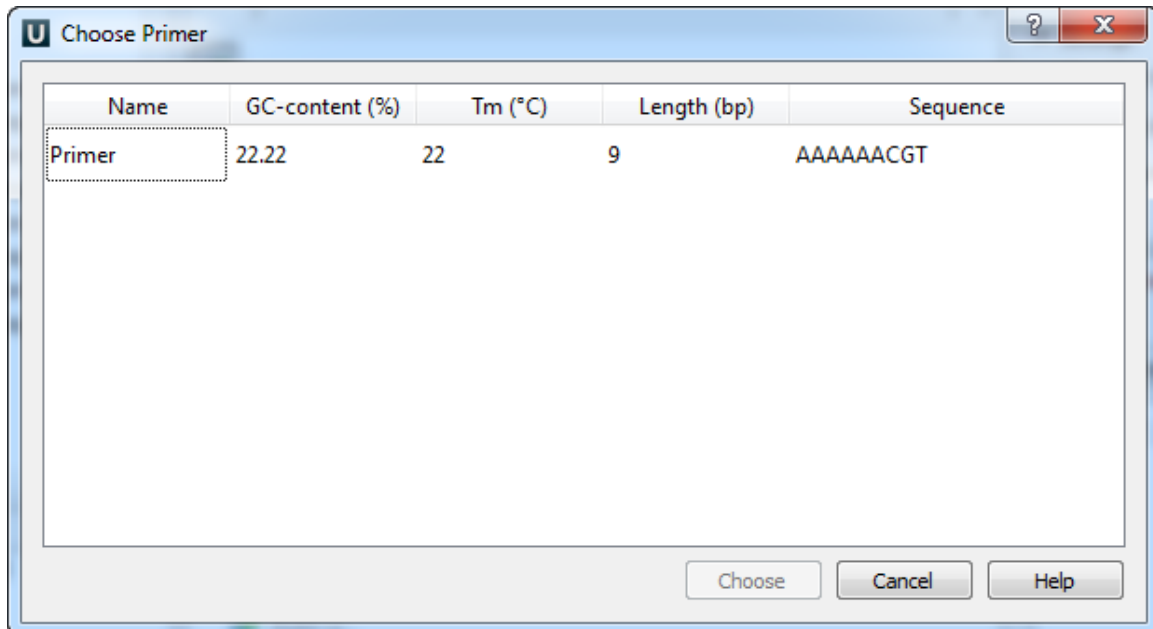 U Choose Primer
Name GC-content (%) Tm (°C) Length (bp) Sequence
Primer 22.22 22 9 AAAAAACGT
Choose Cancel Help